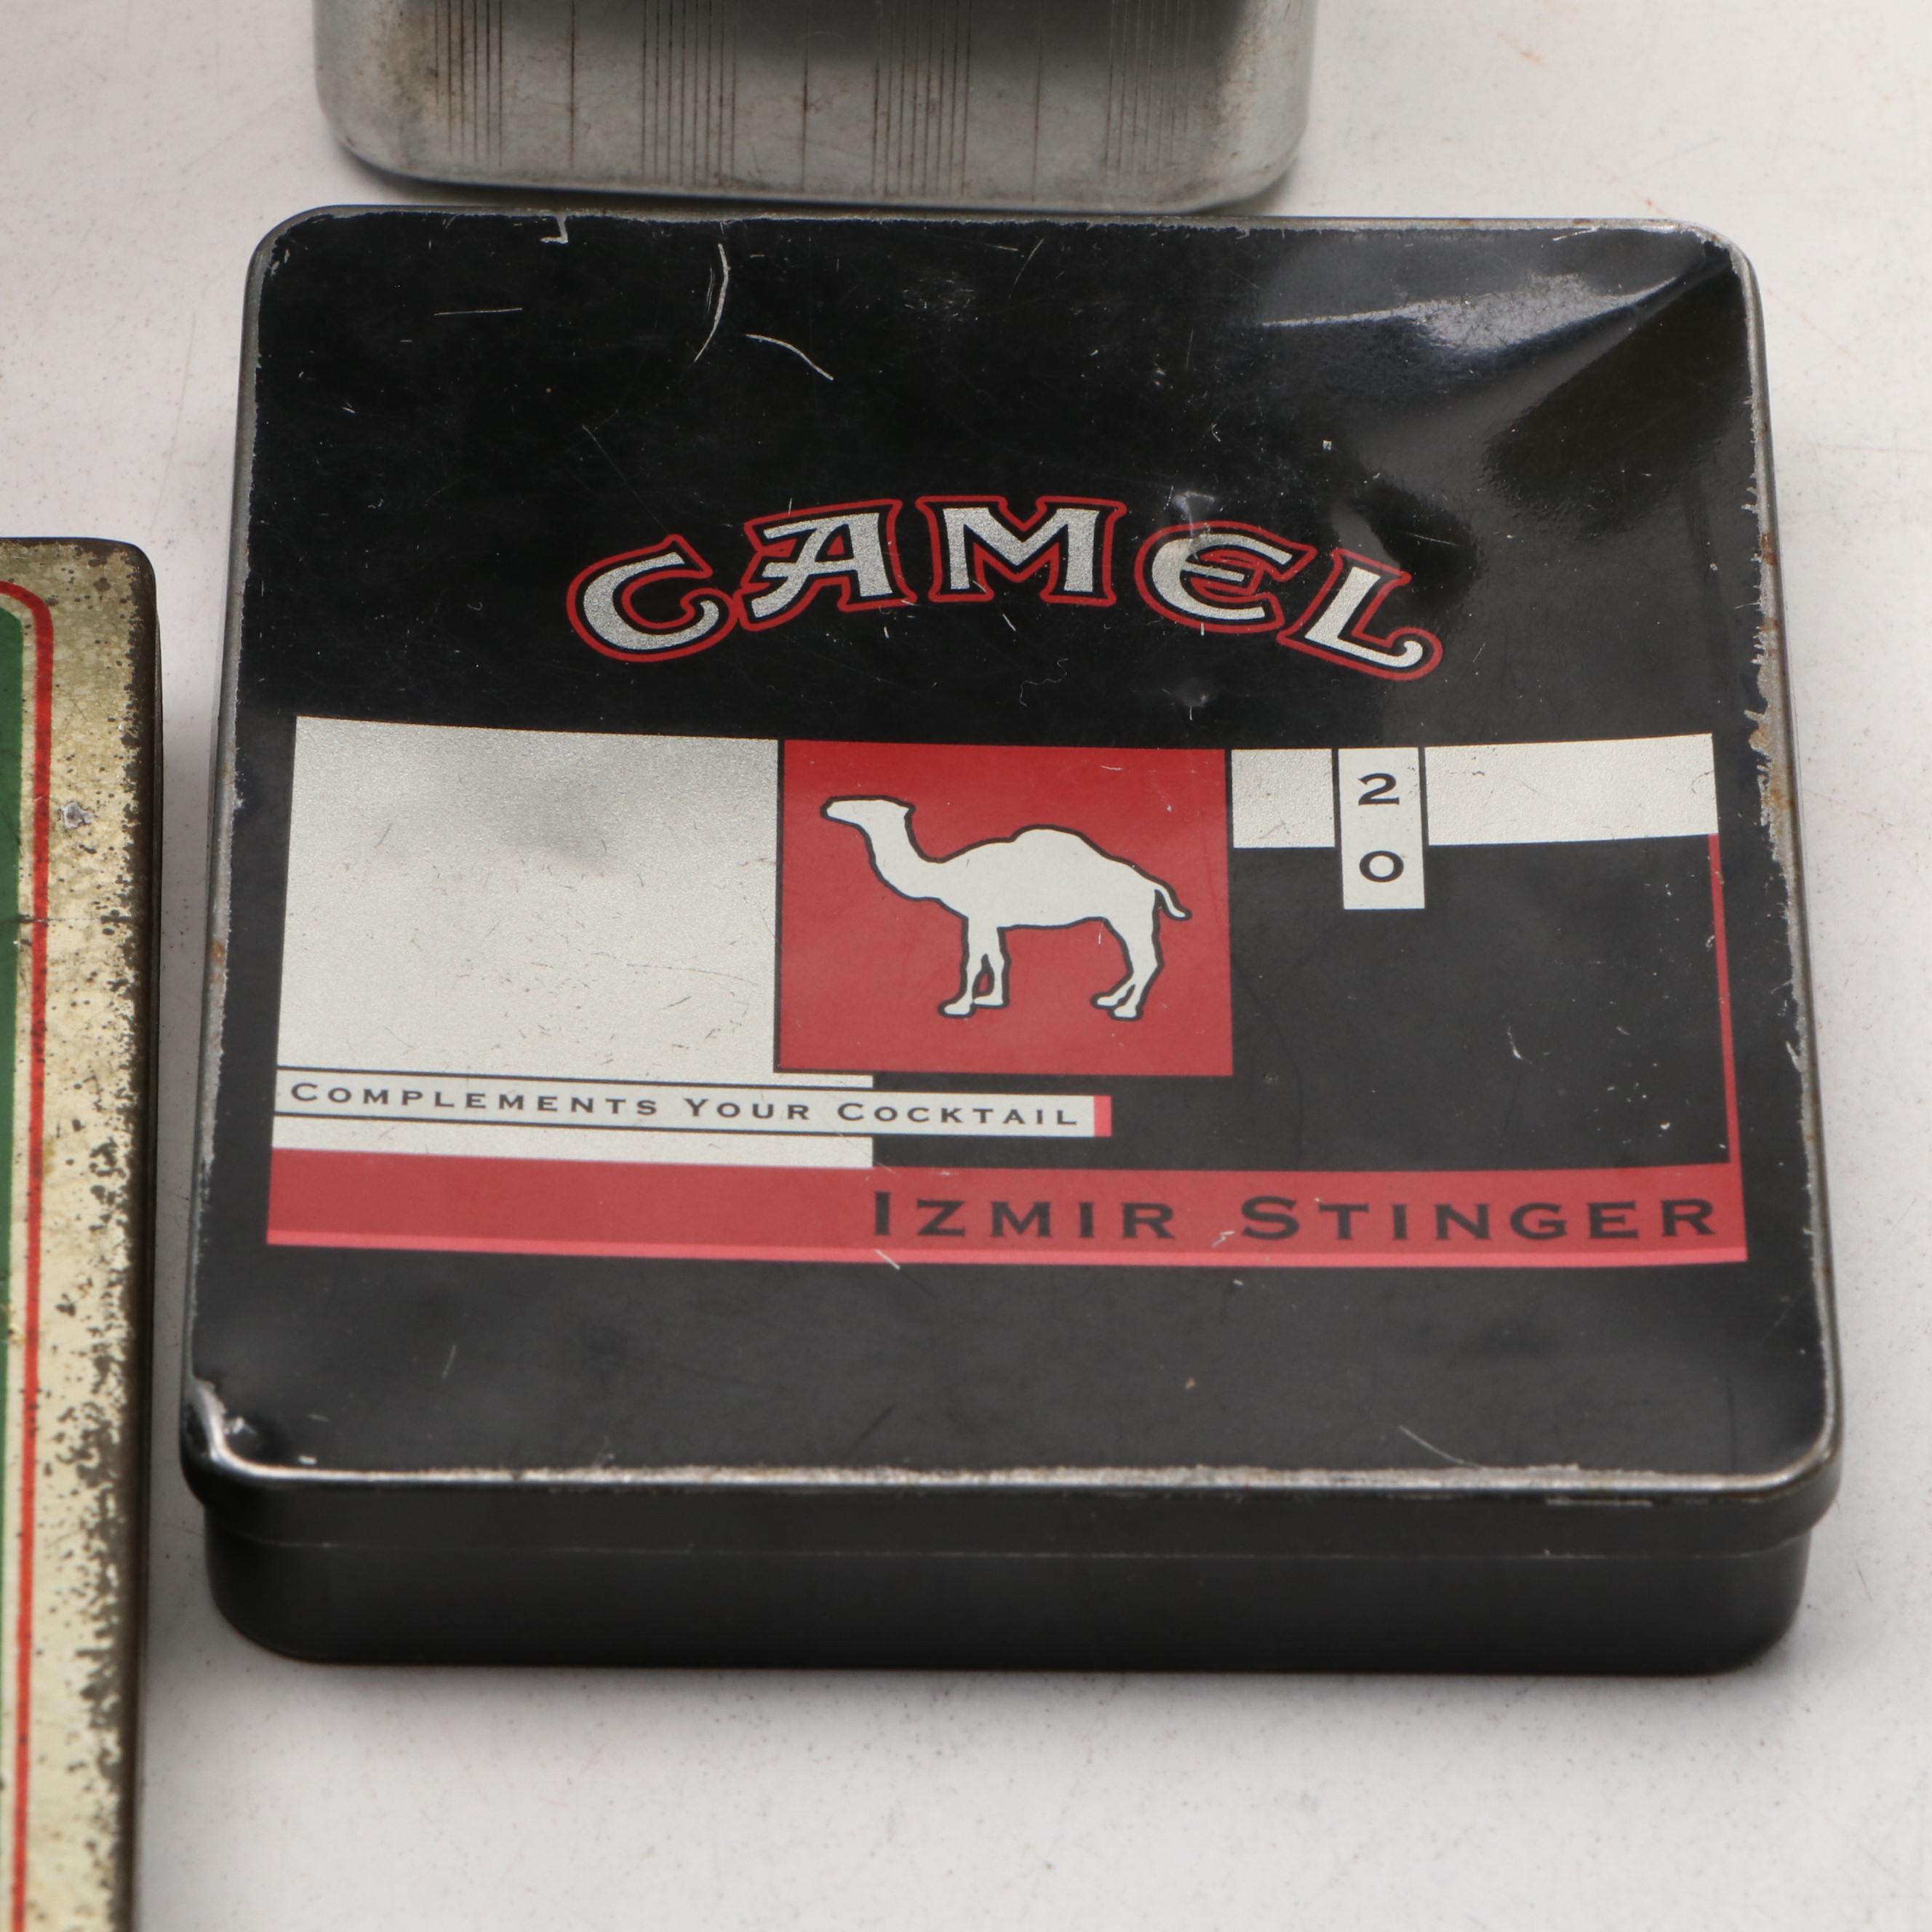 CAMEL
2
0
COMPLEMENTS YOUR COCKTAIL
IZMIR STINGER